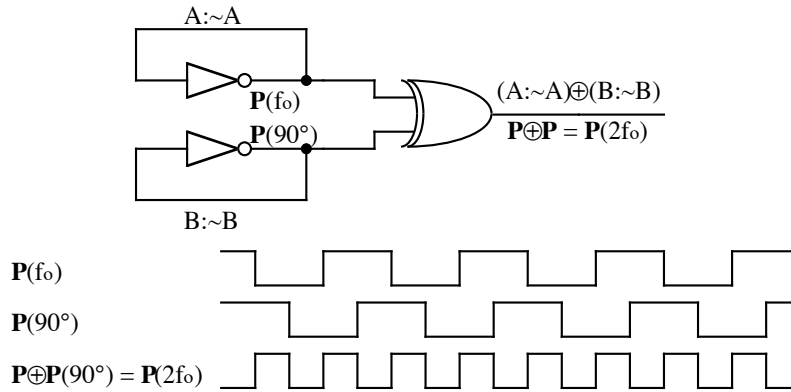 A:~A
P(fo)
(A:~A)⊕(B:~B)
P(90°)
P⊕P = P(2fo)
B:~B
P(fo)
P(90°)
P⊕P(90°) = P(2fo)